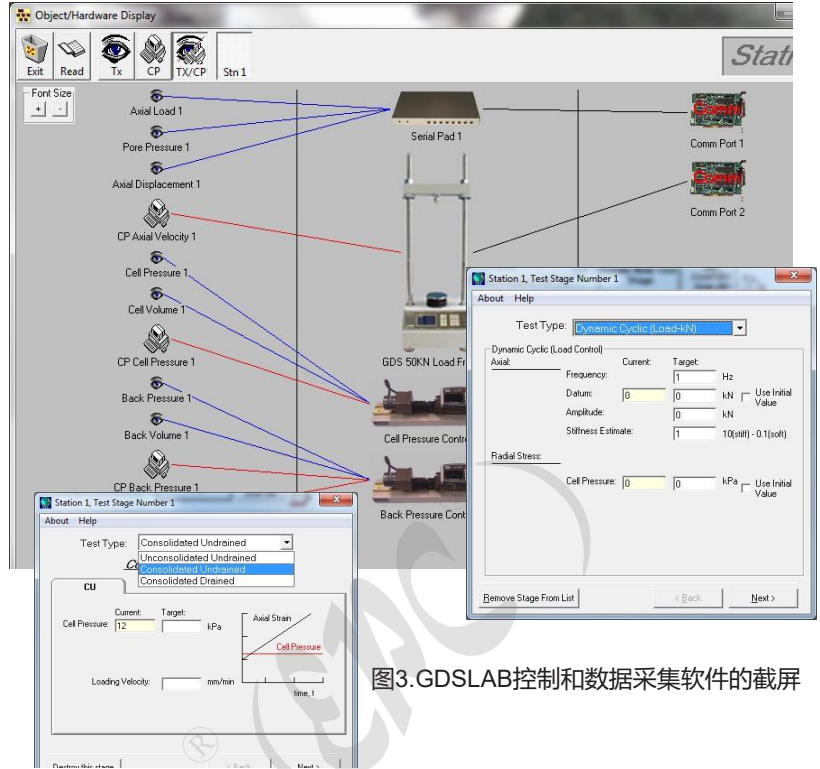 Object/Hardware Display
Exit Read Tx CP TX/CP Stn 1
Font Size
+ -
Axial Load 1
Pore Pressure 1
Axial Displacement 1
CP Axial Velocity 1
Cell Pressure 1
Cell Volume 1
CP Cell Pressure 1
Back Pressure 1
Back Volume 1
CP Back Pressure 1
Serial Pad 1
GDS 50KN Load Fr
Cell Pressure Contr
Back Pressure Cont
Comm Port 1
Comm Port 2
Station 1, Test Stage Number 1
About Help
Test Type: Dynamic Cyclic (Load-kN)
Dynamic Cyclic (Load Control)
Axial: Current: Target:
Frequency: 1 Hz
Datum: 0 0 kN Use Initial Value
Amplitude: 0 kN
Stiffness Estimate: 1 10(stiff) - 0.1(soft)
Radial Stress:
Cell Pressure: 0 0 kPa Use Initial Value
Remove Stage From List < Back Next >
Station 1, Test Stage Number 1
About Help
Test Type: Consolidated Undrained
Unconsolidated Undrained
Consolidated Undrained
Consolidated Drained
CU
Current: Target:
Cell Pressure: 12 kPa
Loading Velocity: mm/min
Axial Strain
Cell Pressure
time, t
Destroy this stage < Back Next >
图3.GDSLAB控制和数据采集软件的截屏